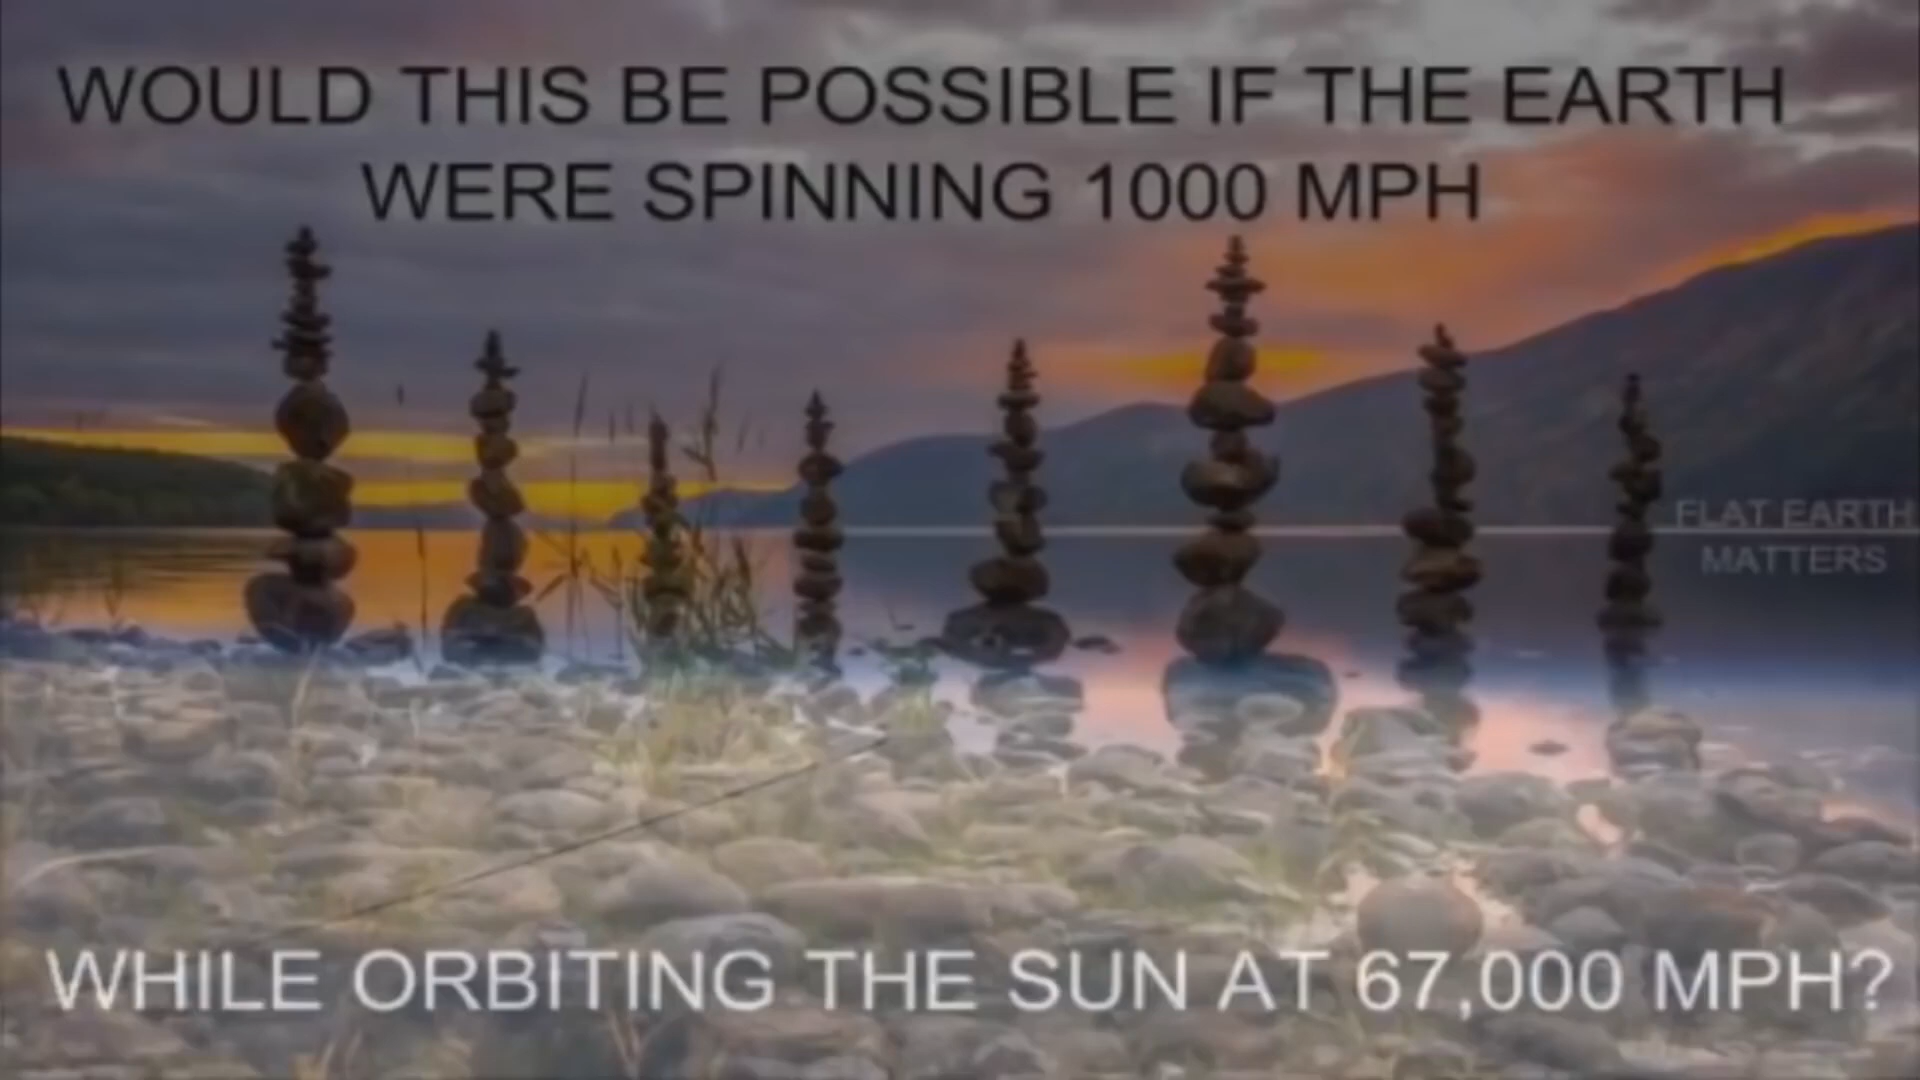 WOULD THIS BE POSSIBLE IF THE EARTH
WERE SPINNING 1000 MPH
FLAT EARTH
MATTERS
WHILE ORBITING THE SUN AT 67,000 MPH?